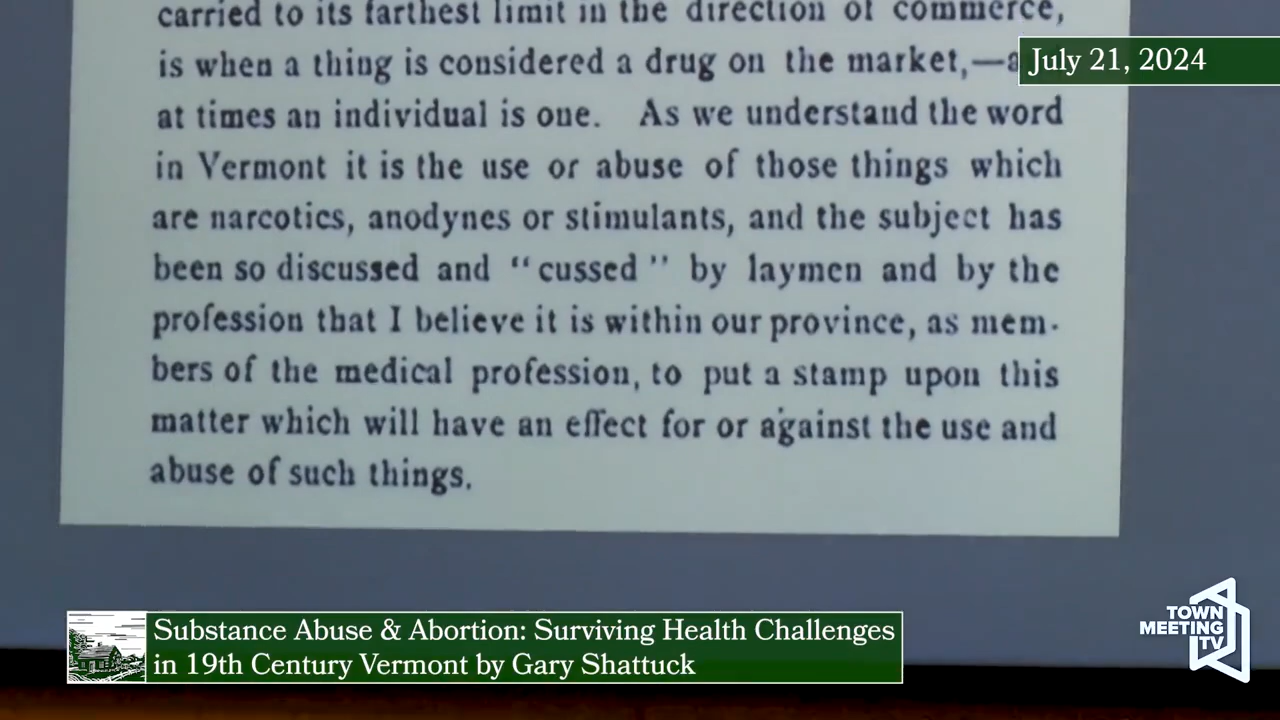 carried to its farthest limit in the direction of commerce,
is when a thing is considered a drug on the market,—
at times an individual is one. As we understand the word
in Vermont it is the use or abuse of those things which
are narcotics, anodynes or stimulants, and the subject has
been so discussed and “cussed” by laymen and by the
profession that I believe it is within our province, as mem-
bers of the medical profession, to put a stamp upon this
matter which will have an effect for or against the use and
abuse of such things.
July 21, 2024
Substance Abuse & Abortion: Surviving Health Challenges
in 19th Century Vermont by Gary Shattuck
TOWN
MEETING
TV